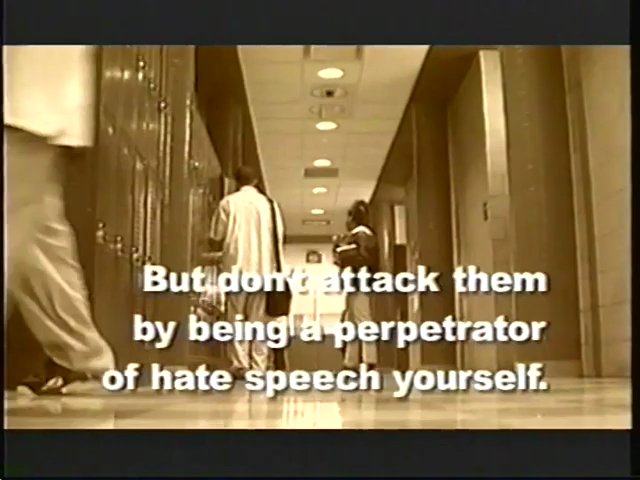 But don't attack them
by being a perpetrator
of hate speech yourself.